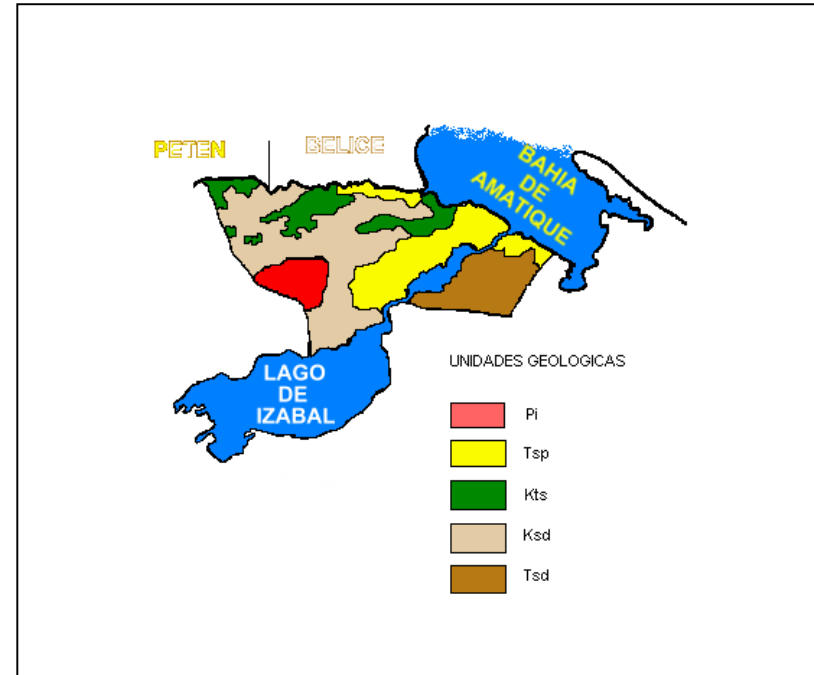 PETEN
BELICE
BAHIA
DE
AMATIQUE
LAGO
DE
IZABAL
UNIDADES GEOLOGICAS
Pi
Tsp
Kts
Ksd
Tsd